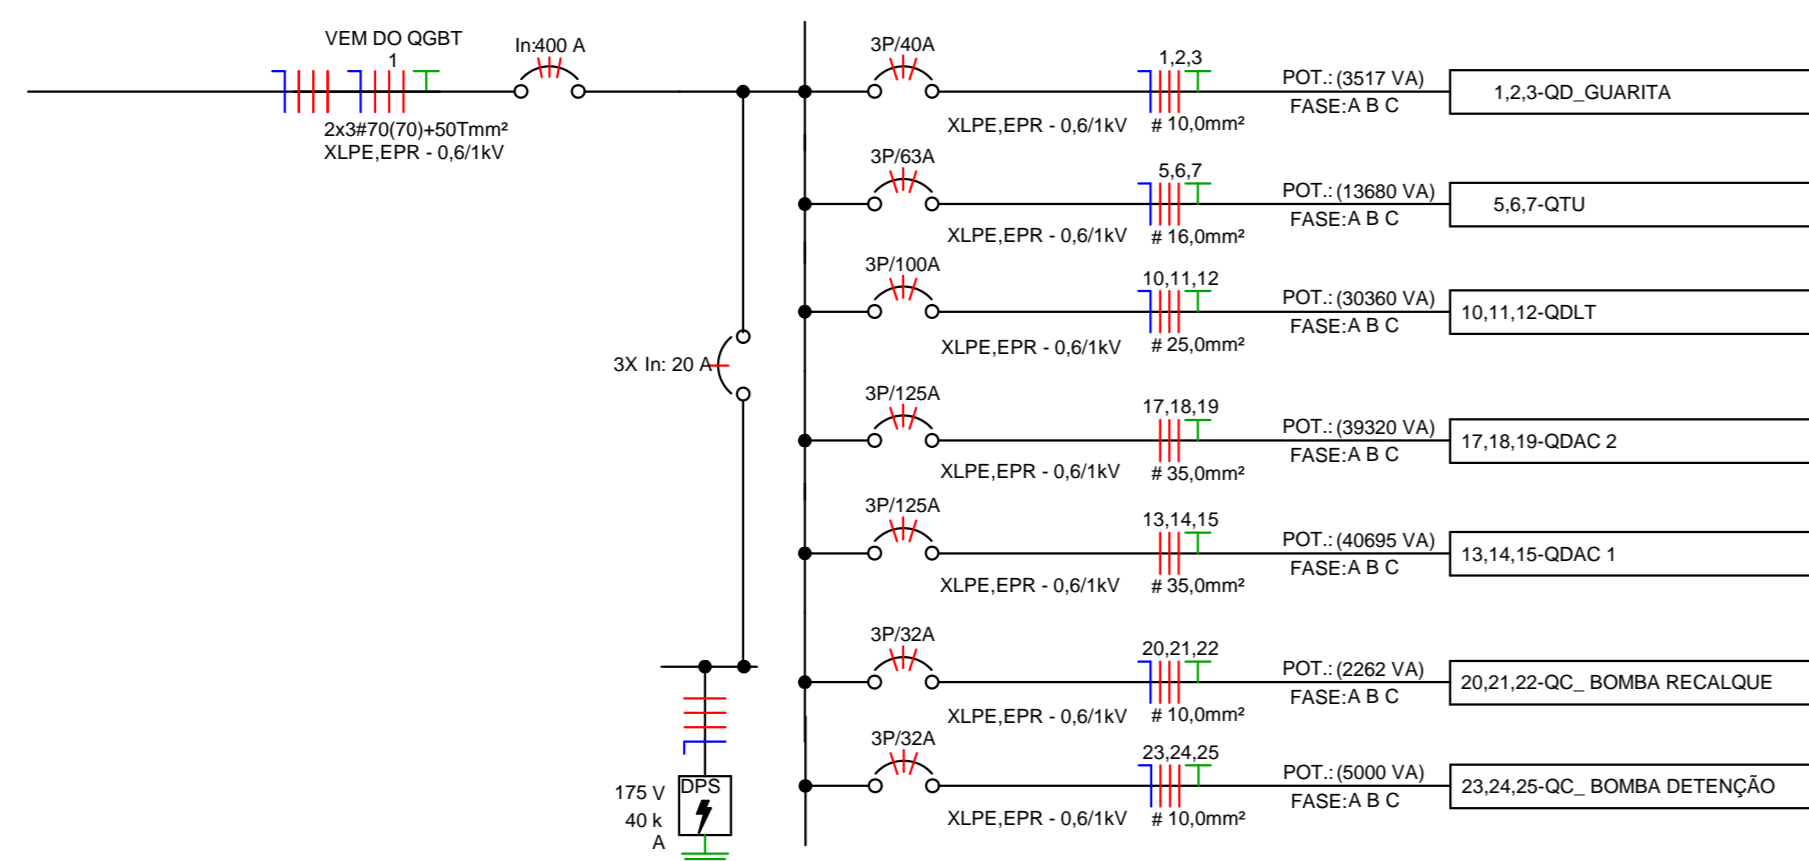 VEM DO QGBT
1
2x3#70(70)+50Tmm²
XLPE,EPR - 0,6/1kV
In:400 A
3P/40A
XLPE,EPR - 0,6/1kV
1,2,3
# 10,0mm²
POT.: (3517 VA)
FASE:A B C
1,2,3-QD_GUARITA
3P/63A
XLPE,EPR - 0,6/1kV
5,6,7
# 16,0mm²
POT.: (13680 VA)
FASE:A B C
5,6,7-QTU
3P/100A
XLPE,EPR - 0,6/1kV
10,11,12
# 25,0mm²
POT.: (30360 VA)
FASE:A B C
10,11,12-QDLT
3X In: 20 A
3P/125A
XLPE,EPR - 0,6/1kV
17,18,19
# 35,0mm²
POT.: (39320 VA)
FASE:A B C
17,18,19-QDAC 2
3P/125A
XLPE,EPR - 0,6/1kV
13,14,15
# 35,0mm²
POT.: (40695 VA)
FASE:A B C
13,14,15-QDAC 1
3P/32A
XLPE,EPR - 0,6/1kV
20,21,22
# 10,0mm²
POT.: (2262 VA)
FASE:A B C
20,21,22-QC_ BOMBA RECALQUE
3P/32A
XLPE,EPR - 0,6/1kV
23,24,25
# 10,0mm²
POT.: (5000 VA)
FASE:A B C
23,24,25-QC_ BOMBA DETENÇÃO
DPS
175 V
40 k
A